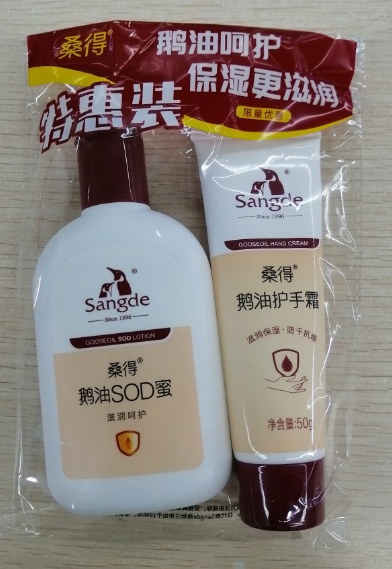 桑得®
鹅油呵护
保湿更滋润
特惠装
限量优惠
Sangde®
Since 1996
GOOSEOIL SOD LOTION
桑得®
鹅油SOD蜜
滋润呵护
Sangde®
Since 1996
GOOSEOIL HAND CREAM
桑得®
鹅油护手霜
滋润保湿·防干抗燥
净含量:50g